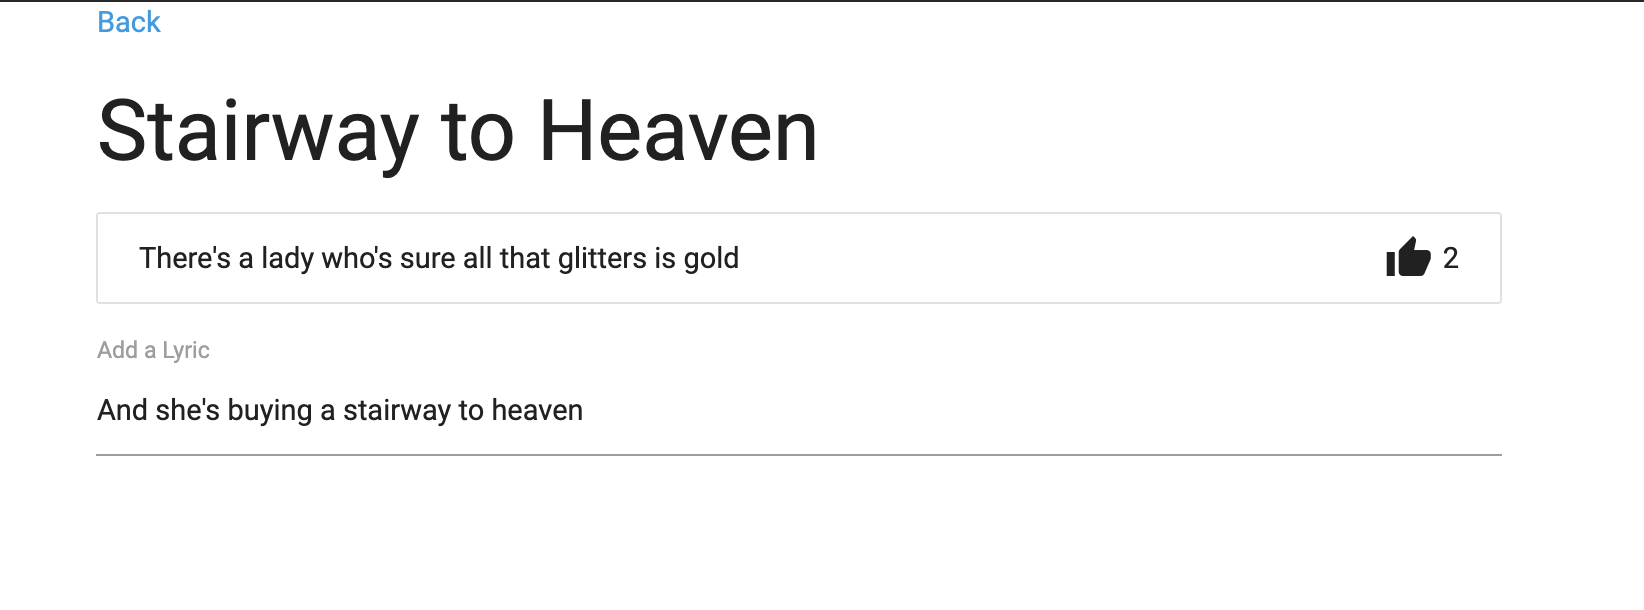 Back
Stairway to Heaven
There's a lady who's sure all that glitters is gold 2
Add a Lyric
And she's buying a stairway to heaven